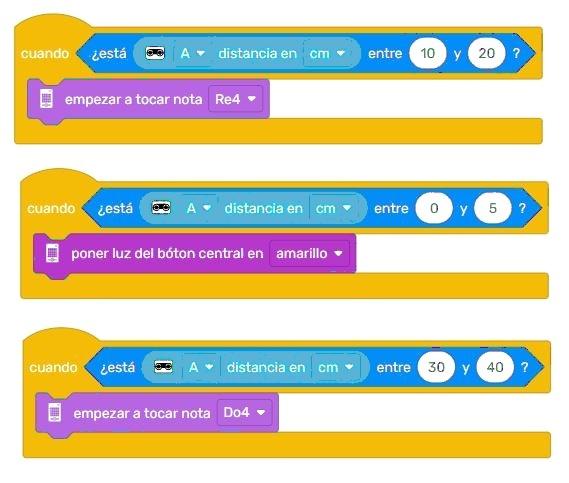 cuando ¿está A distancia en cm entre 10 y 20 ?
empezar a tocar nota Re4
cuando ¿está A distancia en cm entre 0 y 5 ?
poner luz del bóton central en amarillo
cuando ¿está A distancia en cm entre 30 y 40 ?
empezar a tocar nota Do4